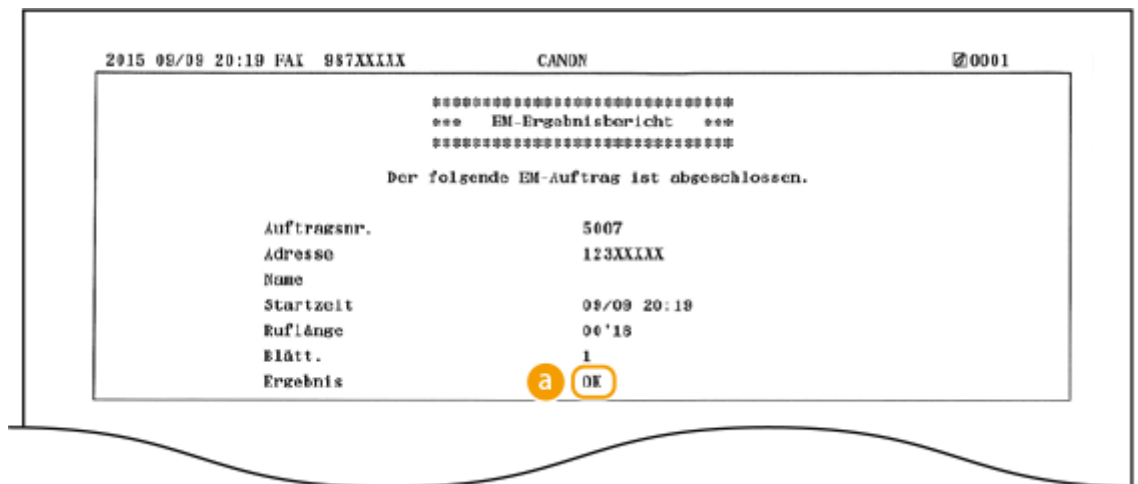 2015 09/09 20:19 FAX 987XXXXX CANON 0001
******************************
*** EM-Ergebnisbericht ***
******************************
Der folgende EM-Auftrag ist abgeschlossen.
Auftragsnr. 5007
Adresse 123XXXXX
Name
Startzeit 09/09 20:19
Ruflänge 00'18
Blätt. 1
Ergebnis a OK